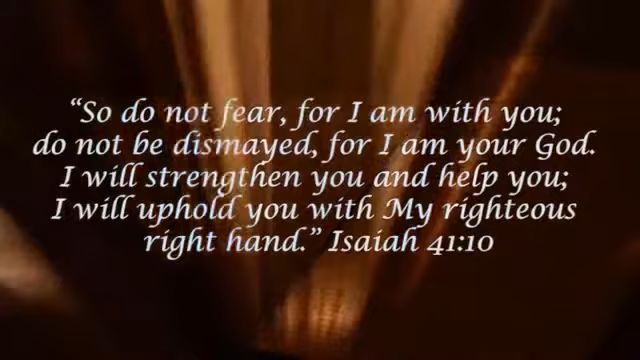 “So do not fear, for I am with you;
do not be dismayed, for I am your God.
I will strengthen you and help you;
I will uphold you with My righteous
right hand.” Isaiah 41:10